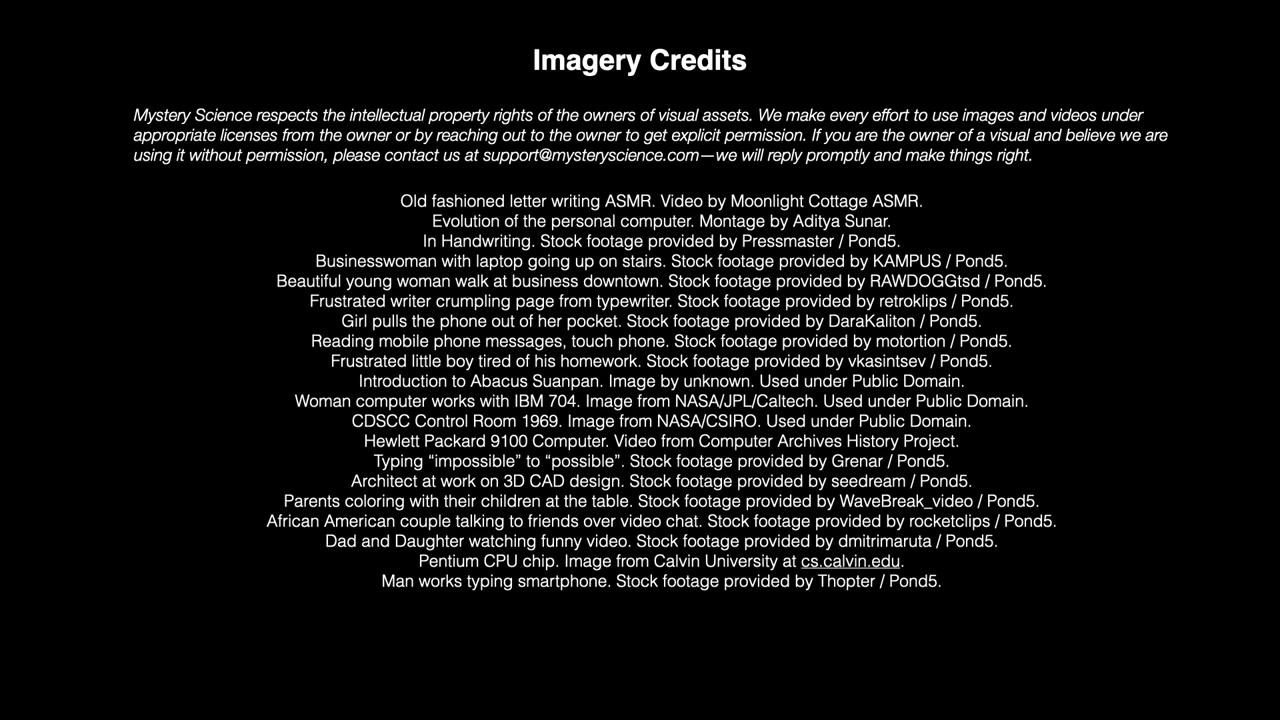 Imagery Credits
Mystery Science respects the intellectual property rights of the owners of visual assets. We make every effort to use images and videos under
appropriate licenses from the owner or by reaching out to the owner to get explicit permission. If you are the owner of a visual and believe we are
using it without permission, please contact us at support@mysteryscience.com—we will reply promptly and make things right.
Old fashioned letter writing ASMR. Video by Moonlight Cottage ASMR.
Evolution of the personal computer. Montage by Aditya Sunar.
In Handwriting. Stock footage provided by Pressmaster / Pond5.
Businesswoman with laptop going up on stairs. Stock footage provided by KAMPUS / Pond5.
Beautiful young woman walk at business downtown. Stock footage provided by RAWDOGGtsd / Pond5.
Frustrated writer crumpling page from typewriter. Stock footage provided by retroklips / Pond5.
Girl pulls the phone out of her pocket. Stock footage provided by DaraKaliton / Pond5.
Reading mobile phone messages, touch phone. Stock footage provided by motortion / Pond5.
Frustrated little boy tired of his homework. Stock footage provided by vkasintsev / Pond5.
Introduction to Abacus Suanpan. Image by unknown. Used under Public Domain.
Woman computer works with IBM 704. Image from NASA/JPL/Caltech. Used under Public Domain.
CDSCC Control Room 1969. Image from NASA/CSIRO. Used under Public Domain.
Hewlett Packard 9100 Computer. Video from Computer Archives History Project.
Typing “impossible” to “possible”. Stock footage provided by Grenar / Pond5.
Architect at work on 3D CAD design. Stock footage provided by seedream / Pond5.
Parents coloring with their children at the table. Stock footage provided by WaveBreak_video / Pond5.
African American couple talking to friends over video chat. Stock footage provided by rocketclips / Pond5.
Dad and Daughter watching funny video. Stock footage provided by dmitrimaruta / Pond5.
Pentium CPU chip. Image from Calvin University at cs.calvin.edu.
Man works typing smartphone. Stock footage provided by Thopter / Pond5.